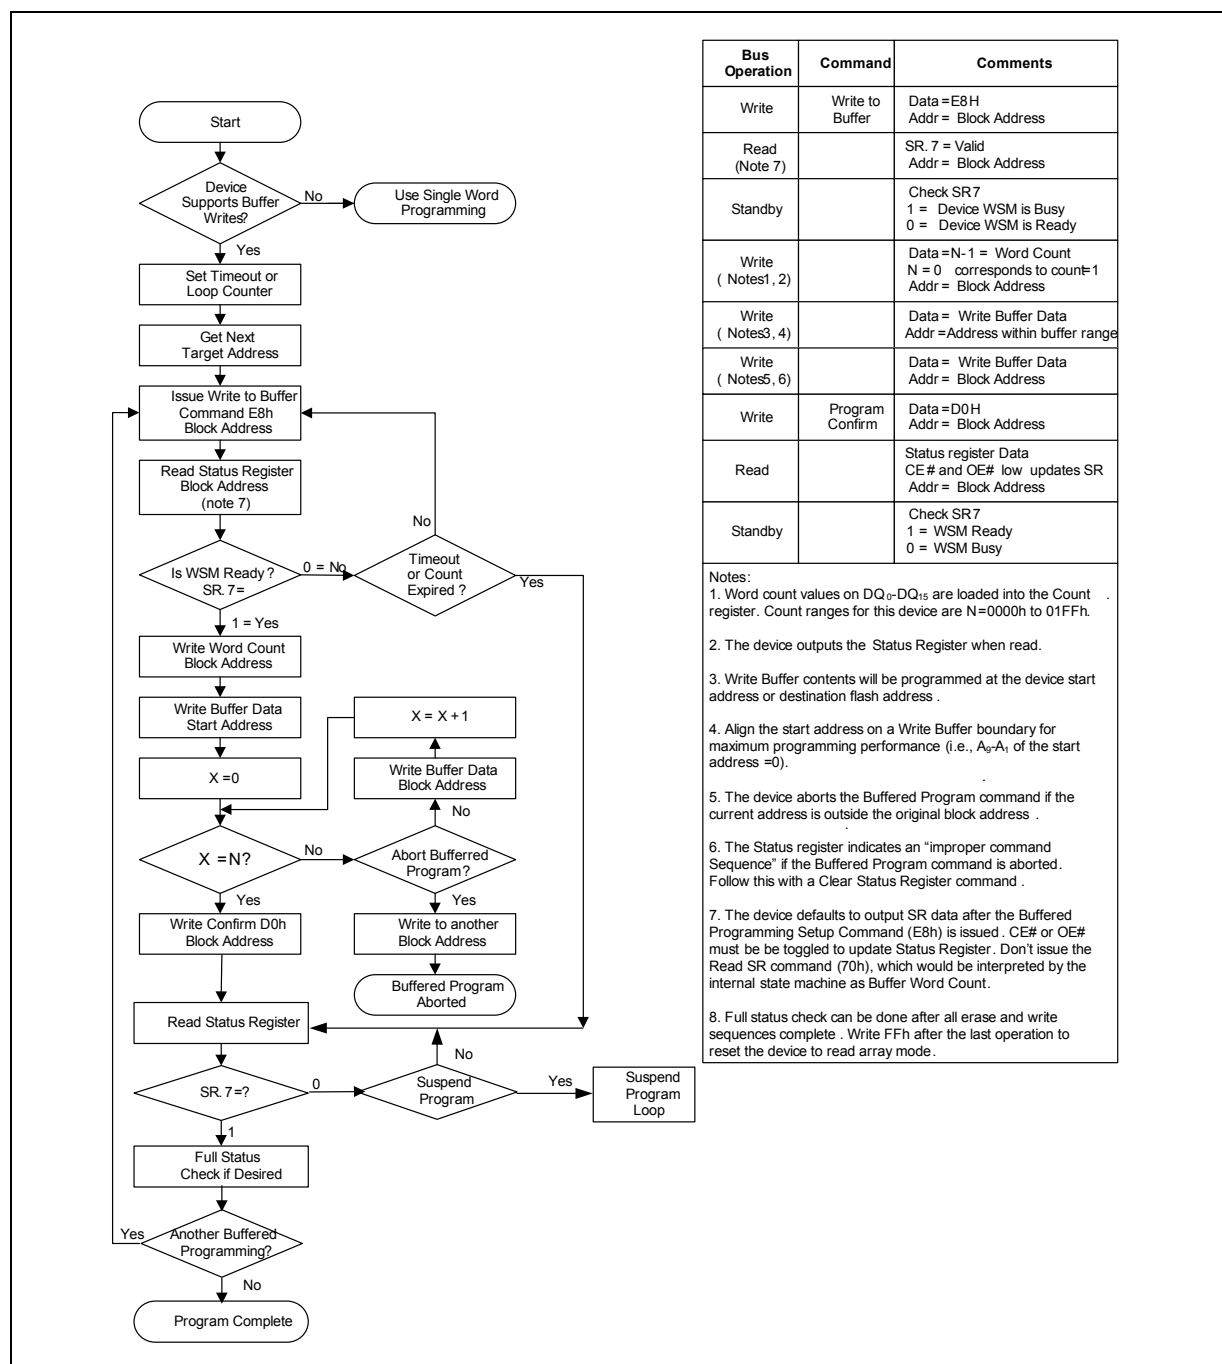 Start
Device
Supports Buffer
Writes?
No
Use Single Word
Programming
Yes
Set Timeout or
Loop Counter
Get Next
Target Address
Issue Write to Buffer
Command E8h
Block Address
Read Status Register
Block Address
(note 7)
No
Is WSM Ready?
SR.7=
0 = No
Timeout
or Count
Expired?
Yes
1 = Yes
Write Word Count
Block Address
Write Buffer Data
Start Address
X = X + 1
X=0
Write Buffer Data
Block Address
No
X =N?
No
Abort Bufferred
Program?
Yes
Yes
Write Confirm D0h
Block Address
Write to another
Block Address
Buffered Program
Aborted
Read Status Register
No
SR.7=?
0
Suspend
Program
Yes
Suspend
Program
Loop
1
Full Status
Check if Desired
Yes
Another Buffered
Programming?
No
Program Complete
Bus
Operation
Command
Comments
Write
Write to
Buffer
Data=E8H
Addr = Block Address
Read
(Note 7)
SR.7 = Valid
Addr = Block Address
Standby
Check SR7
1 = Device WSM is Busy
0 = Device WSM is Ready
Write
( Notes1, 2)
Data=N-1 = Word Count
N = 0 corresponds to count=1
Addr = Block Address
Write
( Notes3, 4)
Data = Write Buffer Data
Addr =Address within buffer range
Write
( Notes5, 6)
Data = Write Buffer Data
Addr = Block Address
Write
Program
Confirm
Data=D0H
Addr = Block Address
Read
Status register Data
CE# and OE# low updates SR
Addr = Block Address
Standby
Check SR7
1 = WSM Ready
0 = WSM Busy
Notes:
1. Word count values on DQ0-DQ15 are loaded into the Count .
register. Count ranges for this device are N=0000h to 01FFh.
2. The device outputs the Status Register when read.
3. Write Buffer contents will be programmed at the device start
address or destination flash address .
4. Align the start address on a Write Buffer boundary for
maximum programming performance (i.e., A9-A1 of the start
address =0).
5. The device aborts the Buffered Program command if the
current address is outside the original block address .
6. The Status register indicates an “improper command
Sequence” if the Buffered Program command is aborted.
Follow this with a Clear Status Register command .
7. The device defaults to output SR data after the Buffered
Programming Setup Command (E8h) is issued. CE# or OE#
must be be toggled to update Status Register. Don’t issue the
Read SR command (70h), which would be interpreted by the
internal state machine as Buffer Word Count.
8. Full status check can be done after all erase and write
sequences complete . Write FFh after the last operation to
reset the device to read array mode.